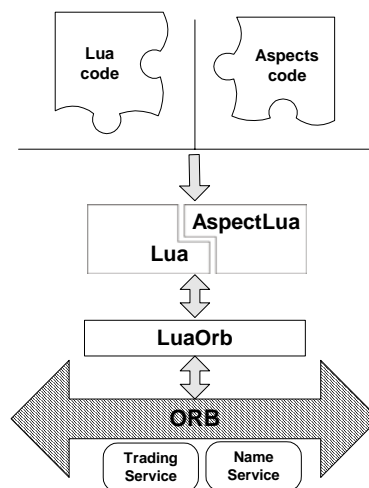 Lua
code
Aspects
code
AspectLua
Lua
LuaOrb
ORB
Trading
Service
Name
Service